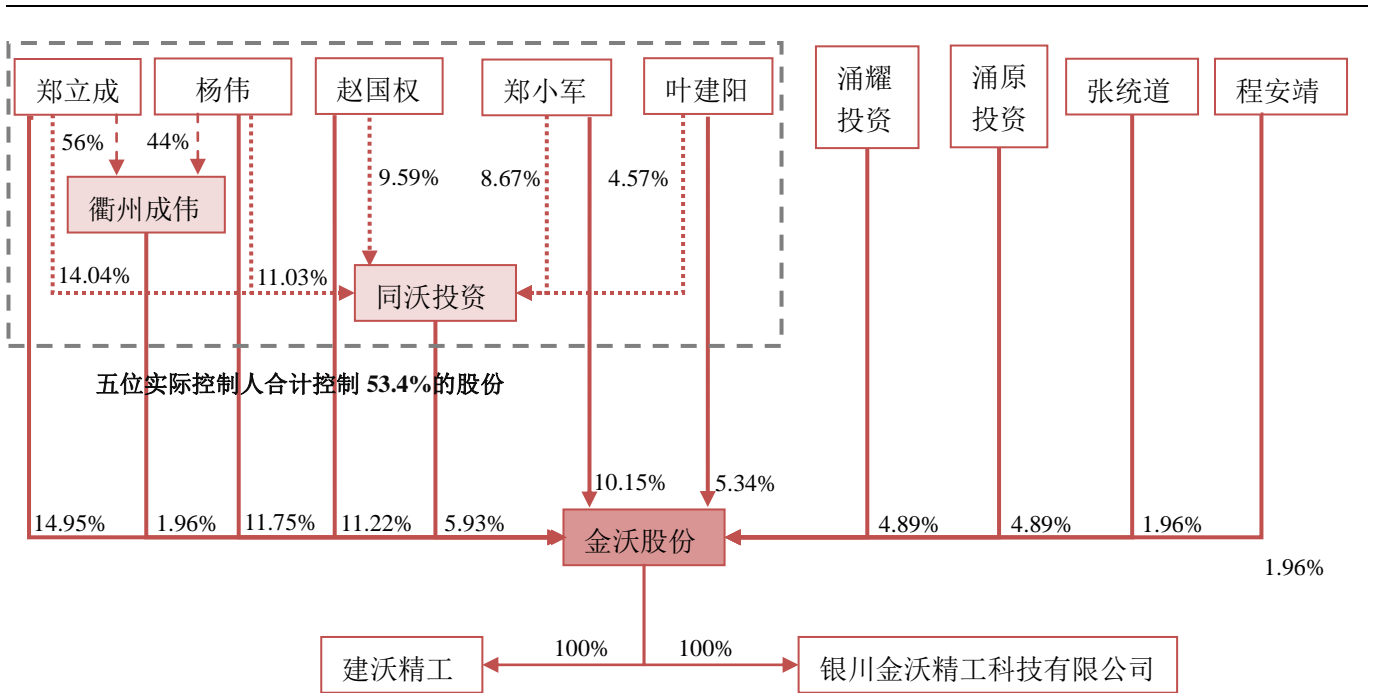 郑立成
杨伟
赵国权
郑小军
叶建阳
涌耀
投资
涌原
投资
张统道
程安靖
56%
44%
9.59%
8.67%
4.57%
衢州成伟
14.04%
11.03%
同沃投资
五位实际控制人合计控制 53.4%的股份
10.15%
5.34%
14.95%
1.96%
11.75%
11.22%
5.93%
金沃股份
4.89%
4.89%
1.96%
1.96%
100%
100%
建沃精工
银川金沃精工科技有限公司